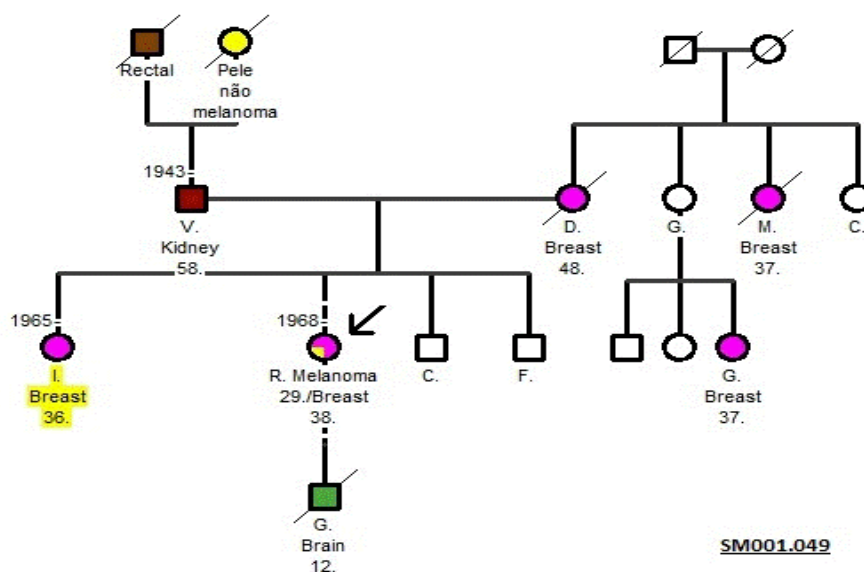 Rectal
Pele
não
melanoma
1943-
V.
Kidney
58.
D.
Breast
48.
G.
M.
Breast
37.
C.
1965-
I.
Breast
36.
1968-
R. Melanoma
29./Breast
38.
C.
F.
G.
Breast
37.
G.
Brain
12.
SM001.049